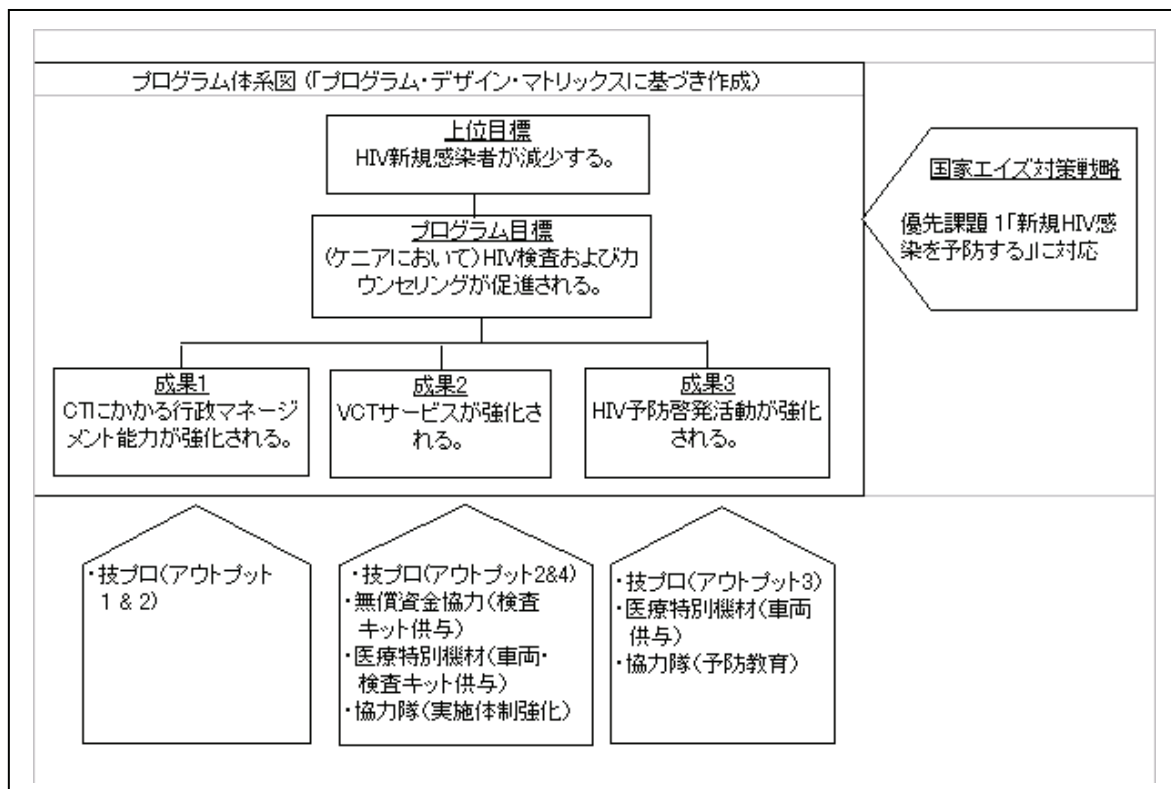 プログラム体系図（「プログラム・デザイン・マトリックスに基づき作成）
上位目標
HIV新規感染者が減少する。
プログラム目標
（ケニアにおいて）HIV検査およびカ
ウンセリングが促進される。
国家エイズ対策戦略
優先課題 1「新規HIV感
染を予防する」に対応
成果1
CTにかかる行政マネージ
メント能力が強化される。
成果2
VCTサービスが強化さ
れる。
成果3
HIV予防啓発活動が強化
される。
・技プロ（アウトプット
1 & 2）
・技プロ（アウトプット2&4）
・無償資金協力（検査
キット供与）
・医療特別機材（車両・
検査キット供与）
・協力隊（実施体制強化）
・技プロ（アウトプット3）
・医療特別機材（車両
供与）
・協力隊（予防教育）